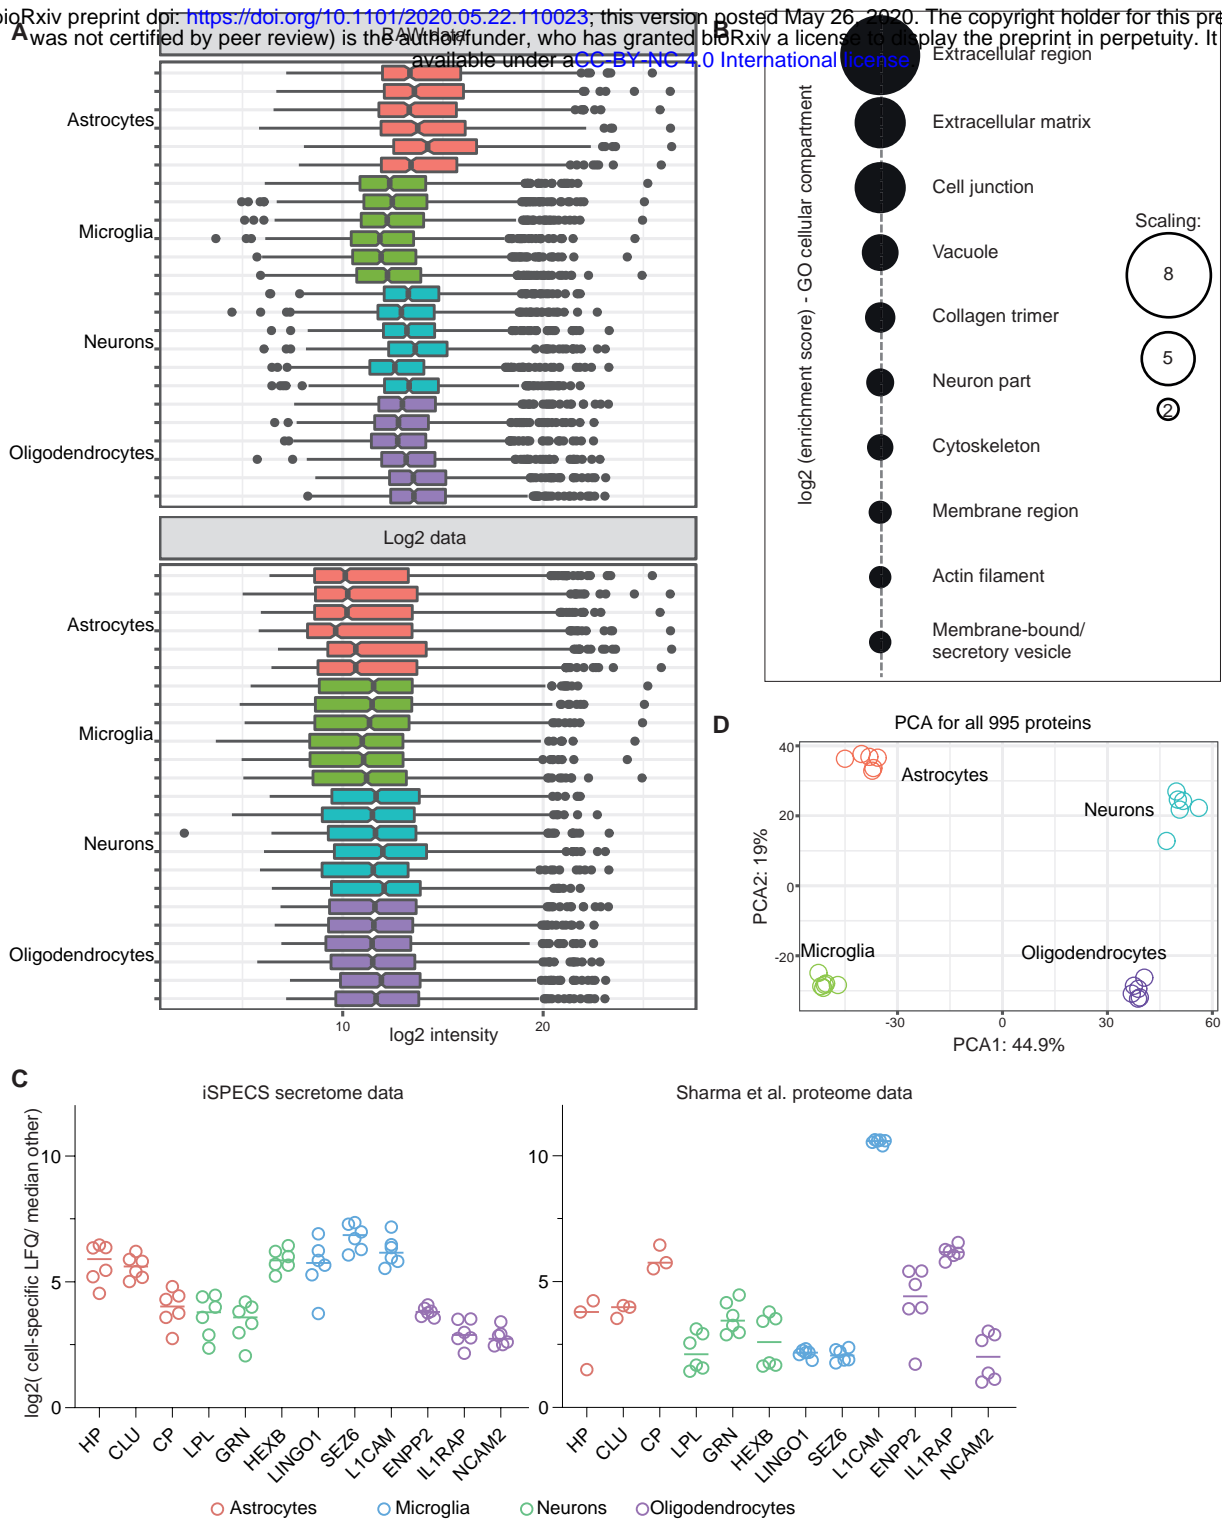 bioRxiv preprint doi: https://doi.org/10.1101/2020.05.22.110023; this version posted May 26, 2020. The copyright holder for this pre
was not certified by peer review) is the author/funder, who has granted bioRxiv a license to display the preprint in perpetuity. It
available under aCC-BY-NC 4.0 International license.
A
RAW data
Astrocytes
Microglia
Neurons
Oligodendrocytes
Log2 data
Astrocytes
Microglia
Neurons
Oligodendrocytes
10
20
log2 intensity
B
log2 (enrichment score) - GO cellular compartment
Extracellular region
Extracellular matrix
Cell junction
Vacuole
Collagen trimer
Neuron part
Cytoskeleton
Membrane region
Actin filament
Membrane-bound/
secretory vesicle
Scaling:
8
5
2
D
PCA for all 995 proteins
40
20
0
-20
PCA2: 19%
Astrocytes
Neurons
Microglia
Oligodendrocytes
-30
0
30
60
PCA1: 44.9%
C
iSPECS secretome data
log2( cell-specific LFQ/ median other)
10
5
0
HP
CLU
CP
LPL
GRN
HEXB
LINGO1
SEZ6
L1CAM
ENPP2
IL1RAP
NCAM2
Sharma et al. proteome data
10
5
0
HP
CLU
CP
LPL
GRN
HEXB
LINGO1
SEZ6
L1CAM
ENPP2
IL1RAP
NCAM2
Astrocytes
Microglia
Neurons
Oligodendrocytes